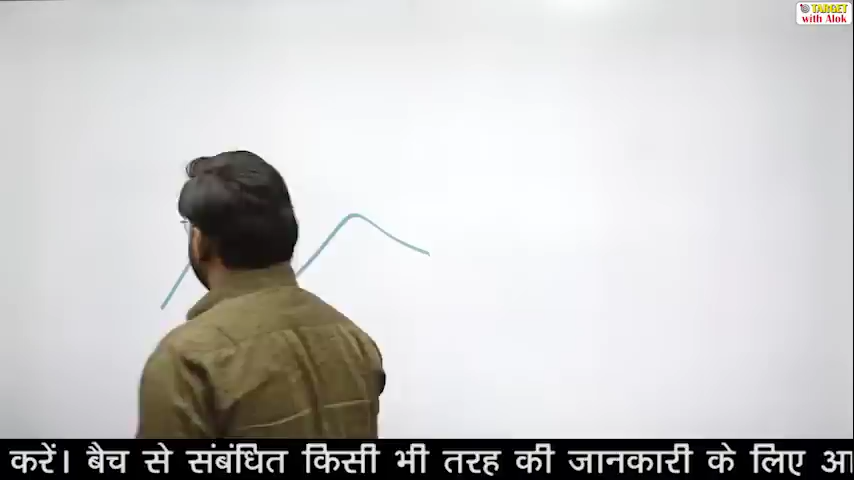 TARGET
with Alok
करें। बैच से संबंधित किसी भी तरह की जानकारी के लिए